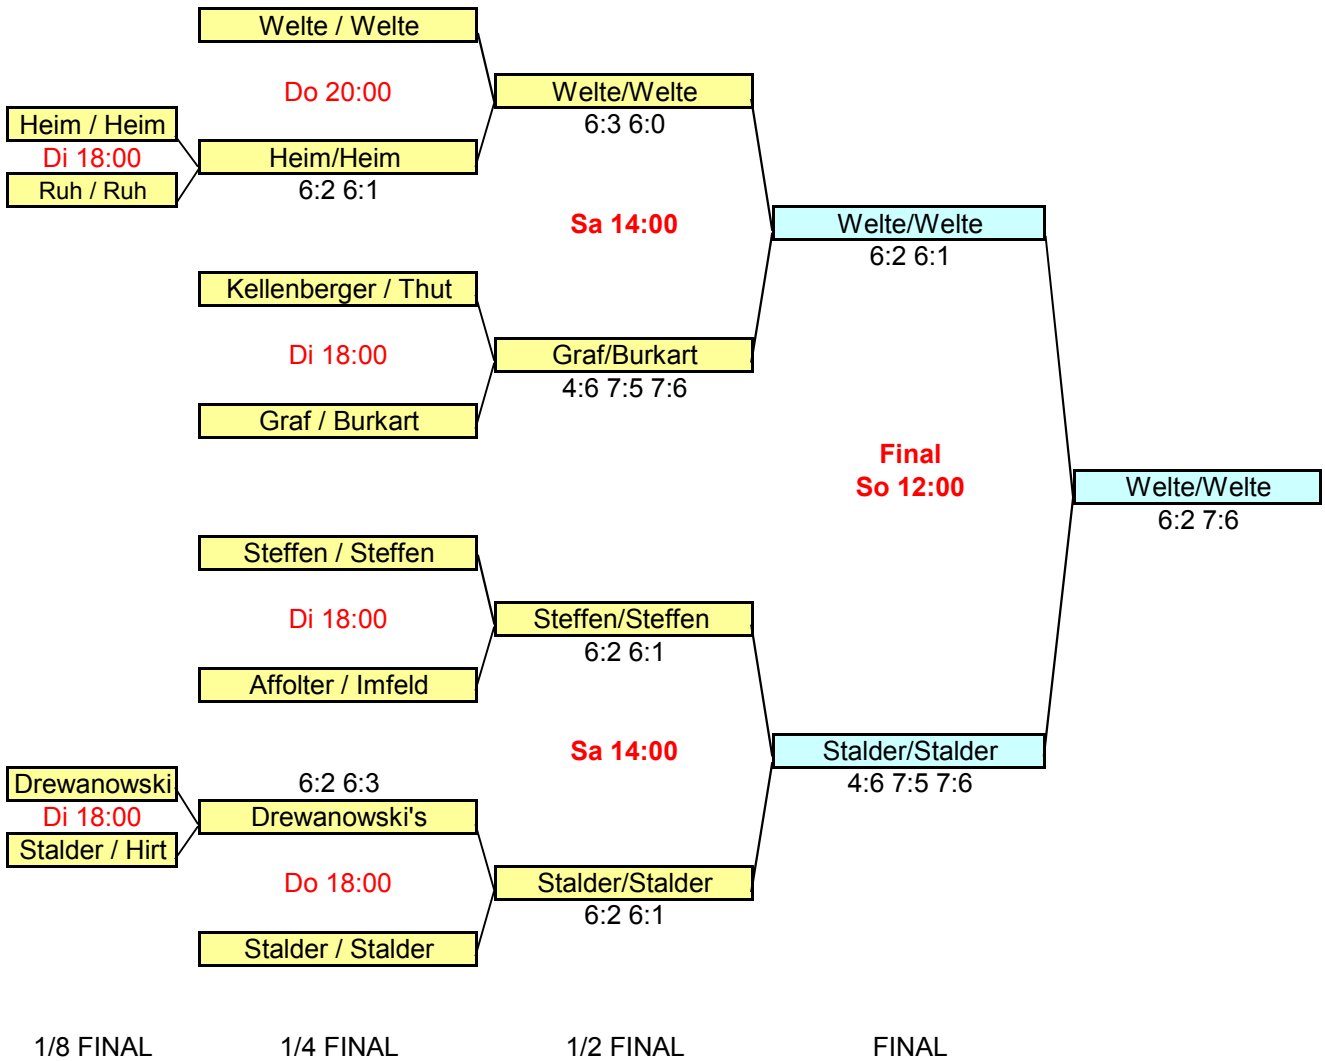 Welte / Welte
Do 20:00
Welte/Welte
6:3 6:0
Heim / Heim
Di 18:00
Ruh / Ruh
Heim/Heim
6:2 6:1
Sa 14:00
Welte/Welte
6:2 6:1
Kellenberger / Thut
Di 18:00
Graf/Burkart
4:6 7:5 7:6
Graf / Burkart
Final
So 12:00
Welte/Welte
6:2 7:6
Steffen / Steffen
Di 18:00
Steffen/Steffen
6:2 6:1
Affolter / Imfeld
Sa 14:00
Stalder/Stalder
4:6 7:5 7:6
Drewanowski
Di 18:00
Stalder / Hirt
6:2 6:3
Drewanowski's
Do 18:00
Stalder/Stalder
6:2 6:1
Stalder / Stalder
1/8 FINAL
1/4 FINAL
1/2 FINAL
FINAL